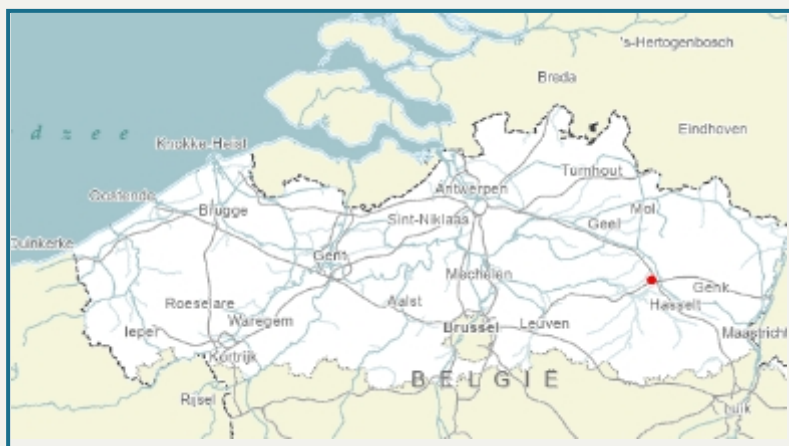 's-Hertogenbosch
Breda
Eindhoven
dzee
Knokke-Heist
Turnhout
Antwerpen
Oostende
Mol
Brugge
Sint-Niklaas
Geel
Duinkerke
Gent
Mechelen
Genk
Roeselare
Aalst
Hasselt
Ieper
Waregem
Brussel
Leuven
Maastricht
Kortrijk
BELGIË
Rijsel
Luik